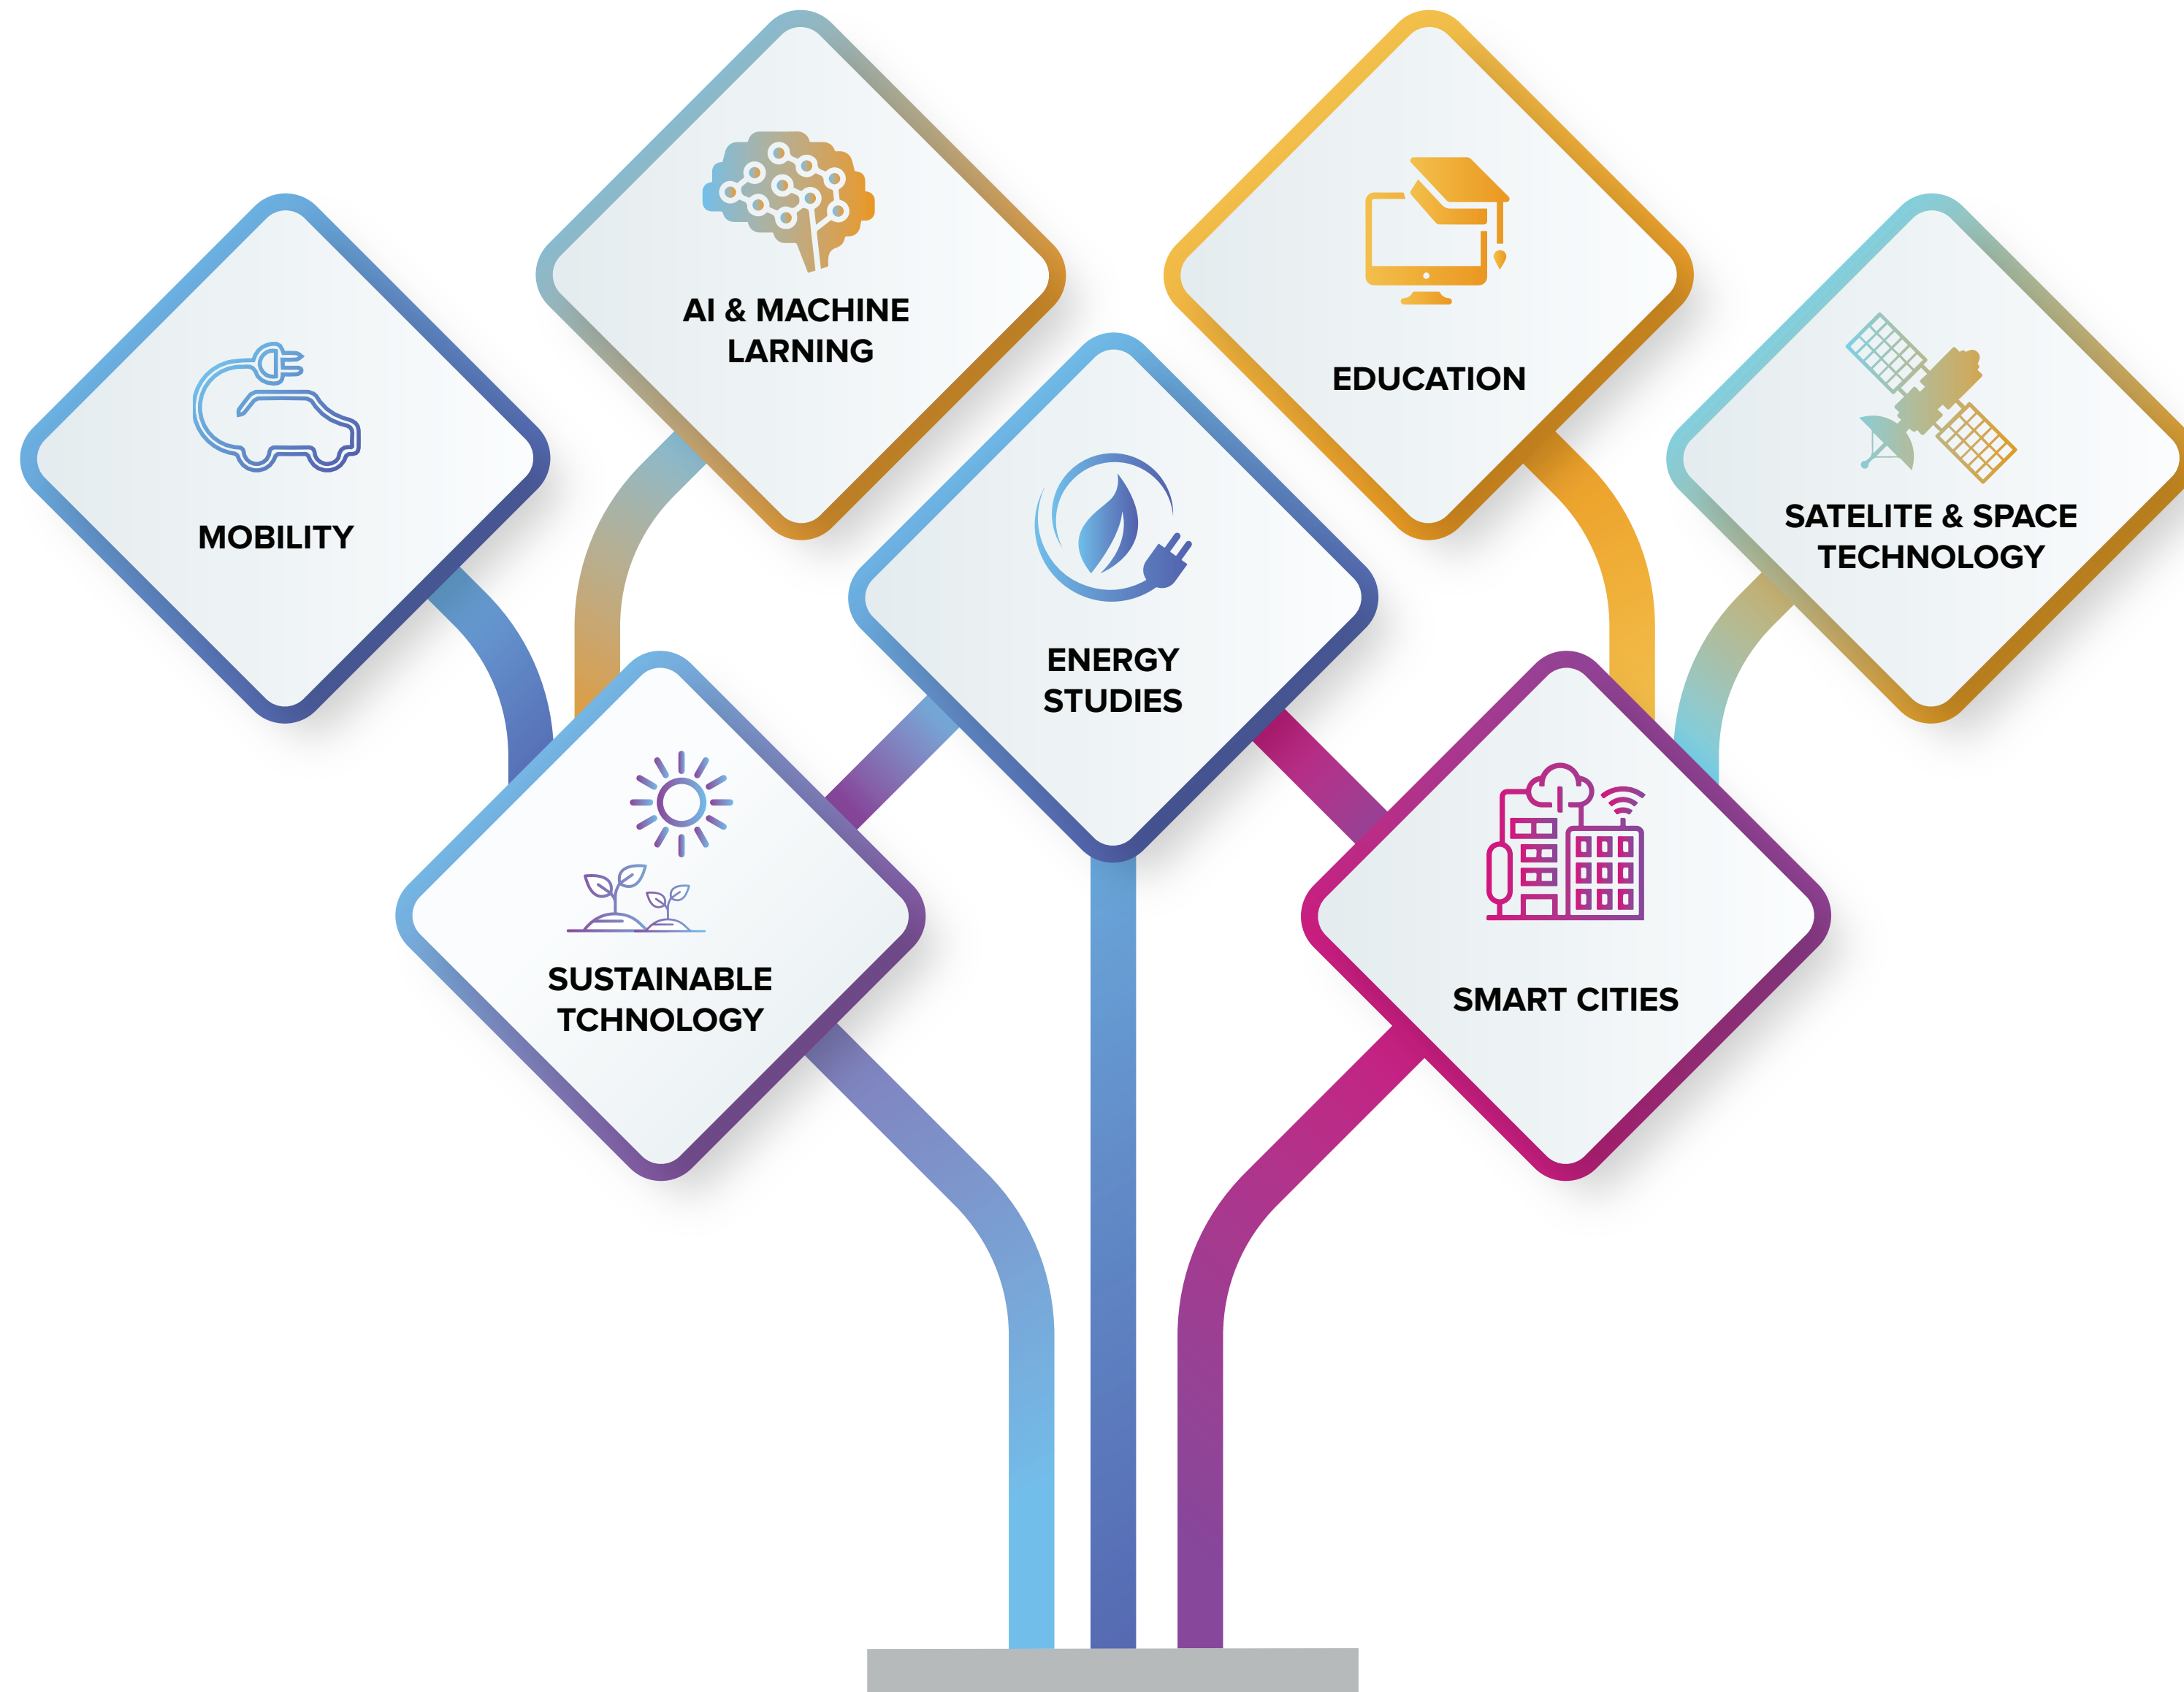 AI & MACHINE
LARNING
EDUCATION
MOBILITY
SATELITE & SPACE
TECHNOLOGY
ENERGY
STUDIES
SUSTAINABLE
TCHNOLOGY
SMART CITIES